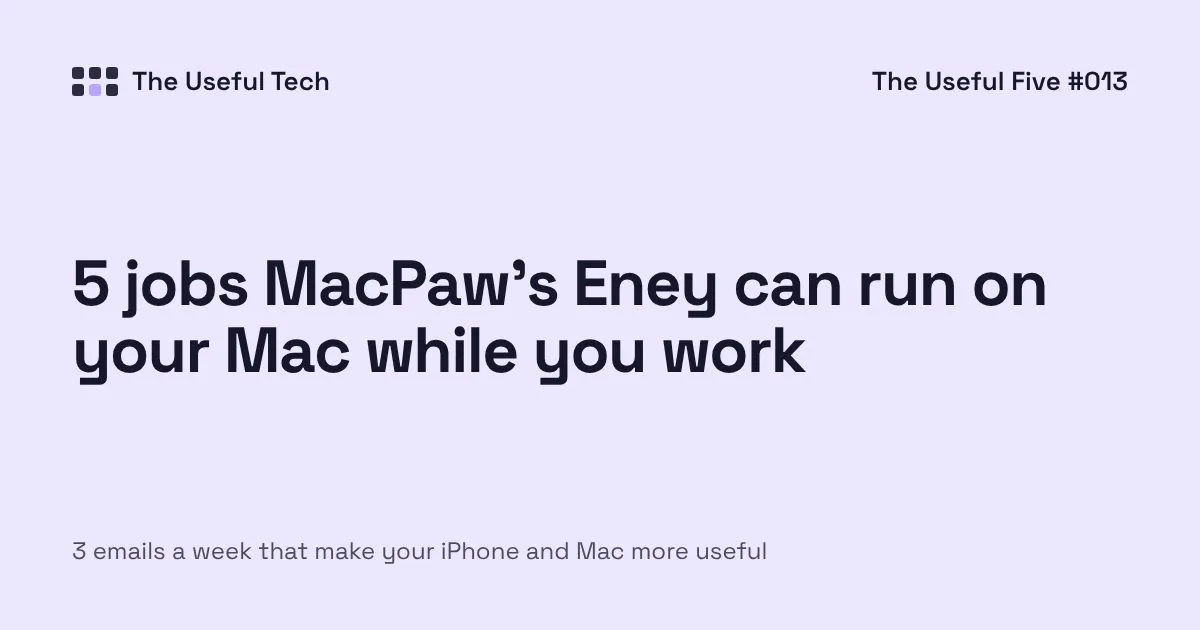 The Useful Tech
The Useful Five #013
5 jobs MacPaw’s Eney can run on
your Mac while you work
3 emails a week that make your iPhone and Mac more useful